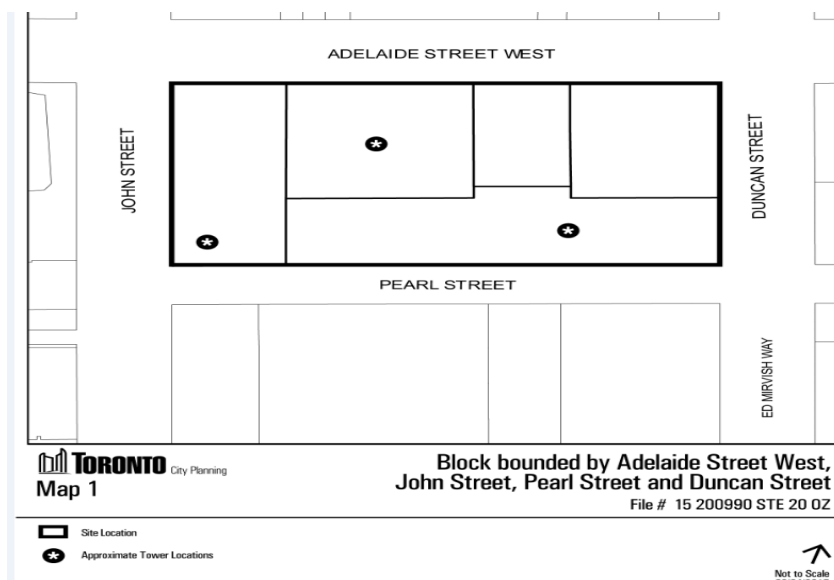 ADELAIDE STREET WEST
JOHN STREET
DUNCAN STREET
PEARL STREET
ED MIRVISH WAY
TORONTO City Planning
Map 1
Block bounded by Adelaide Street West,
John Street, Pearl Street and Duncan Street
File # 15 200990 STE 20 OZ
Site Location
Approximate Tower Locations
Not to Scale